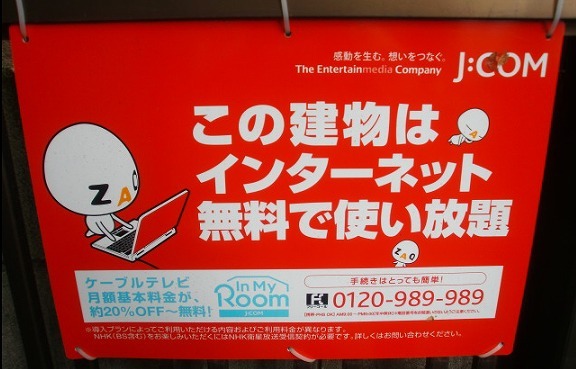 感動を生む。想いをつなぐ。
The Entertainmedia Company
J:COM
この建物は
インターネット
無料で使い放題
ZAQ
ZAQ
ケーブルテレビ
月額基本料金が、
約20%OFF〜無料!
In My
Room
J:COM
手続きはとっても簡単!
フリーコール
0120-989-989
※導入プランによってご利用いただける内容およびご利用料金が異なります。
NHK(BS含む)をお楽しみいただくにはNHK衛星放送受信契約が必要です。詳しくはお問い合わせください。